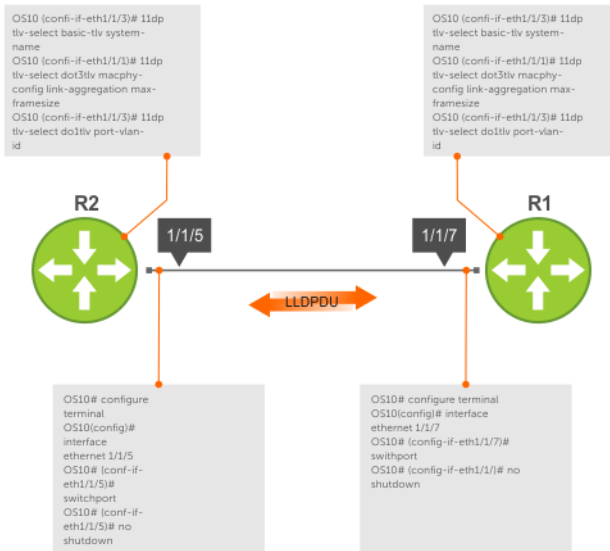 OS10 (confi-if-eth1/1/3)# 11dp
tlv-select basic-tlv system-
name
OS10 (confi-if-eth1/1/1)# 11dp
tlv-select dot3tlv macphy-
config link-aggregation max-
framesize
OS10 (confi-if-eth1/1/3)# 11dp
tlv-select do1tlv port-vlan-
id
OS10 (confi-if-eth1/1/3)# 11dp
tlv-select basic-tlv system-
name
OS10 (confi-if-eth1/1/1)# 11dp
tlv-select dot3tlv macphy-
config link-aggregation max-
framesize
OS10 (confi-if-eth1/1/3)# 11dp
tlv-select do1tlv port-vlan-
id
R2
R1
1/1/5
1/1/7
LLDPDU
OS10# configure
terminal
OS10(config)#
interface
ethernet 1/1/5
OS10# (conf-if-
eth1/1/5)#
switchport
OS10# (conf-if-
eth1/1/5)# no
shutdown
OS10# configure terminal
OS10(config)# interface
ethernet 1/1/7
OS10# (config-if-eth1/1/7)#
swithport
OS10# (config-if-eth1/1/)# no
shutdown